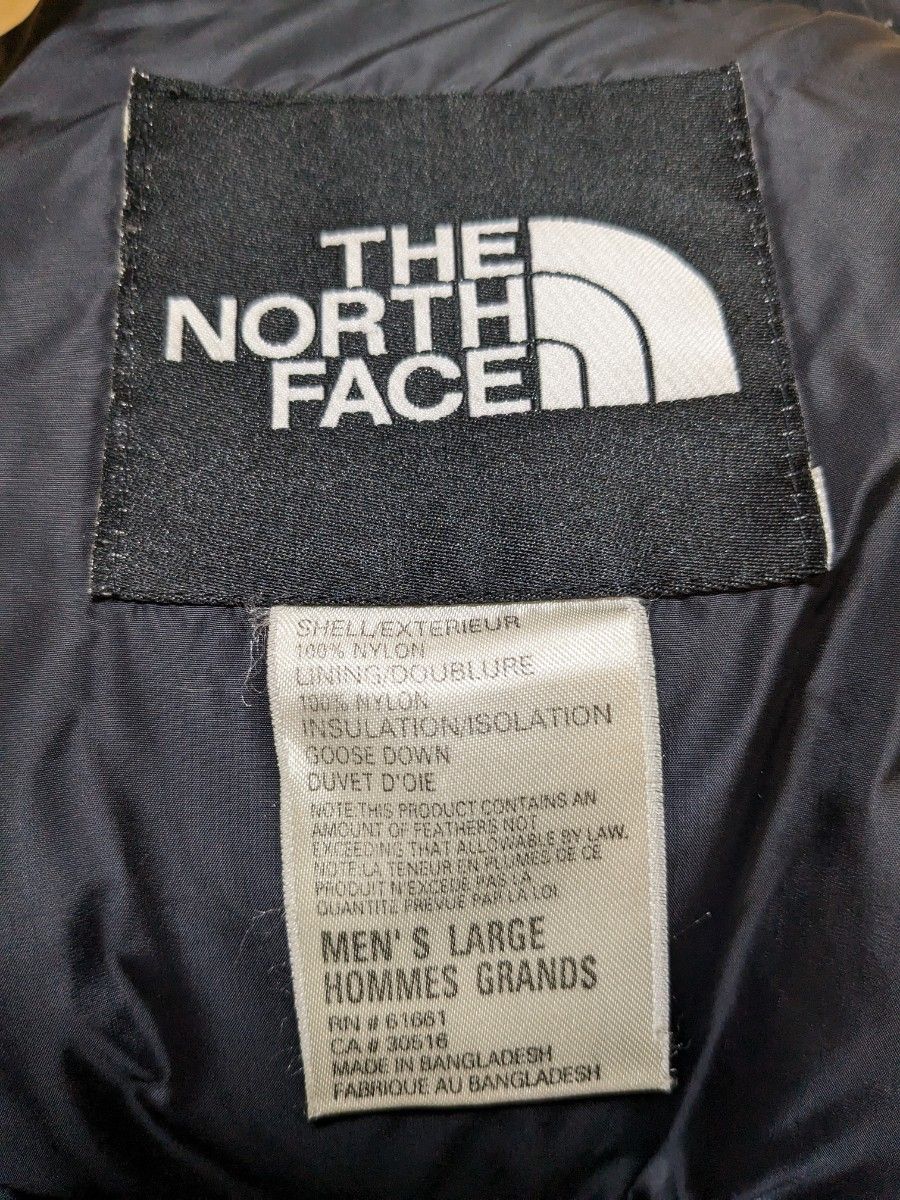 THE
NORTH
FACE
SHELL/EXTERIEUR
100% NYLON
LINING/DOUBLURE
100% NYLON
INSULATION/ISOLATION
GOOSE DOWN
DUVET D'OIE
NOTE:THIS PRODUCT CONTAINS AN
AMOUNT OF FEATHERS NOT
EXCEEDING THAT ALLOWABLE BY LAW.
NOTE LA TENEUR EN PLUMES DE CE
PRODUIT N'EXCEDE PAS LA
QUANTITE PREVUE PAR LA LOI
MEN'S LARGE
HOMMES GRANDS
RN # 61661
CA # 30516
MADE IN BANGLADESH
FABRIQUE AU BANGLADESH